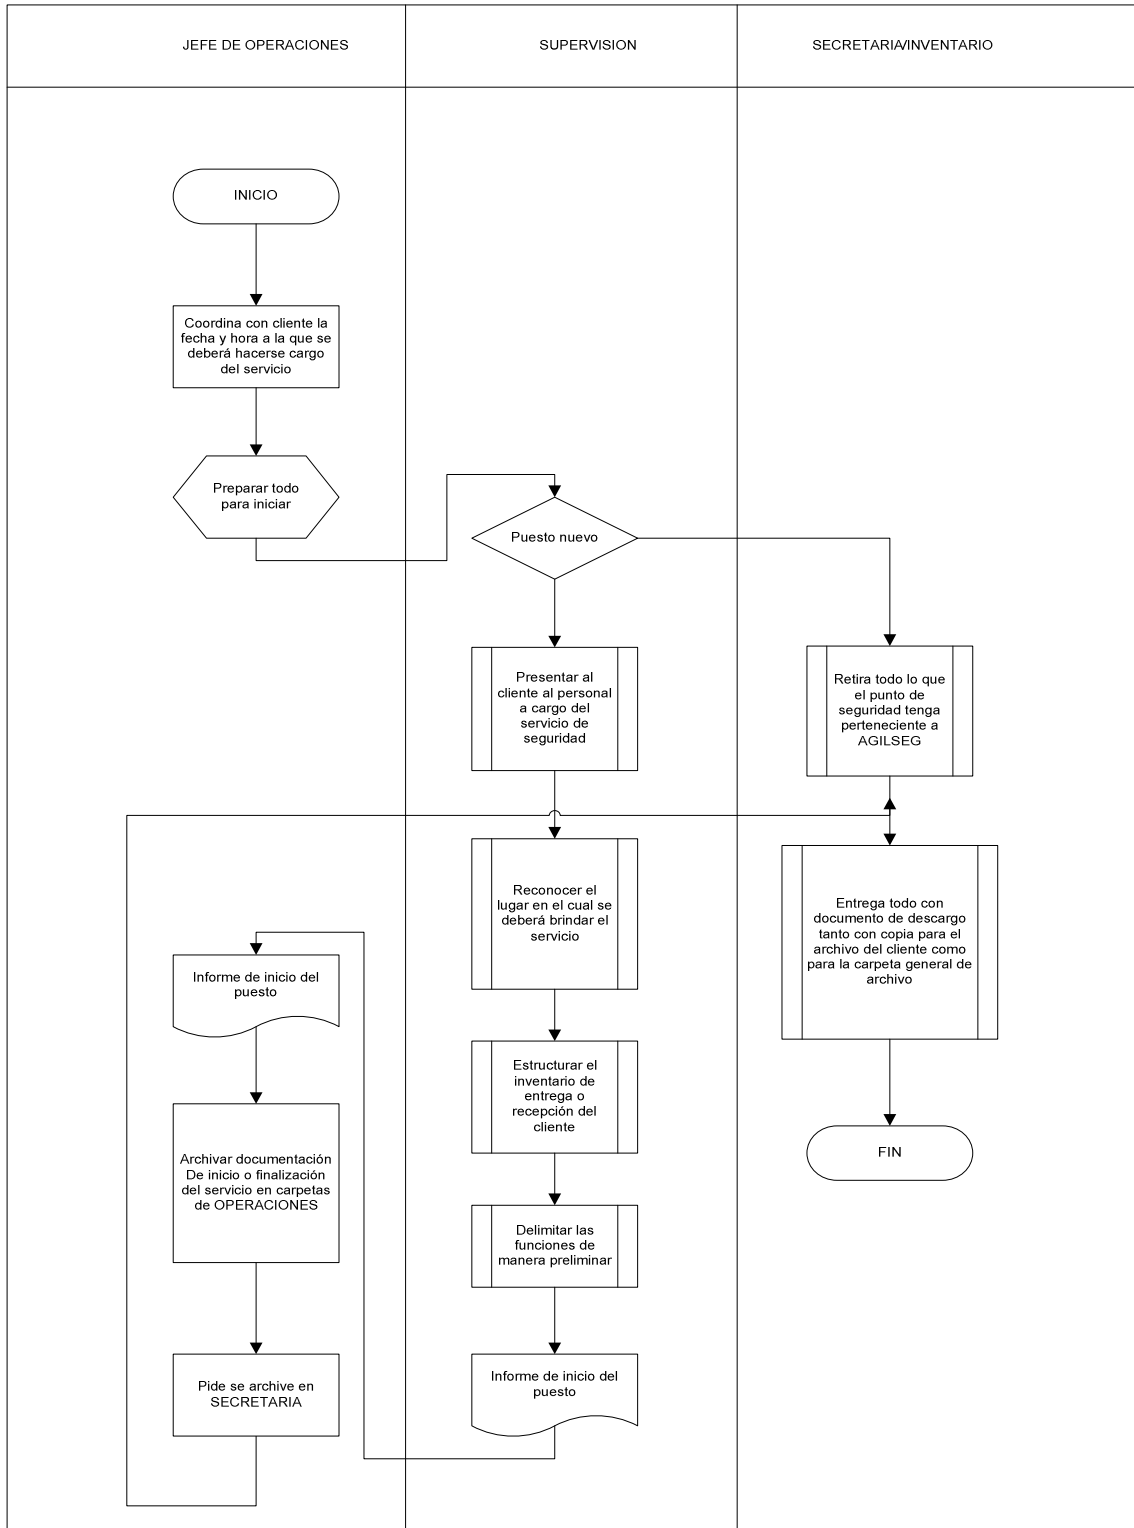 JEFE DE OPERACIONES
SUPERVISION
SECRETARIA/INVENTARIO
INICIO
Coordina con cliente la
fecha y hora a la que se
deberá hacerse cargo
del servicio
Preparar todo
para iniciar
Puesto nuevo
Presentar al
cliente al personal
a cargo del
servicio de
seguridad
Retira todo lo que
el punto de
seguridad tenga
perteneciente a
AGILSEG
Reconocer el
lugar en el cual se
deberá brindar el
servicio
Entrega todo con
documento de descargo
tanto con copia para el
archivo del cliente como
para la carpeta general de
archivo
Informe de inicio del
puesto
Estructurar el
inventario de
entrega o
recepción del
cliente
Archivar documentación
De inicio o finalización
del servicio en carpetas
de OPERACIONES
FIN
Delimitar las
funciones de
manera preliminar
Pide se archive en
SECRETARIA
Informe de inicio del
puesto